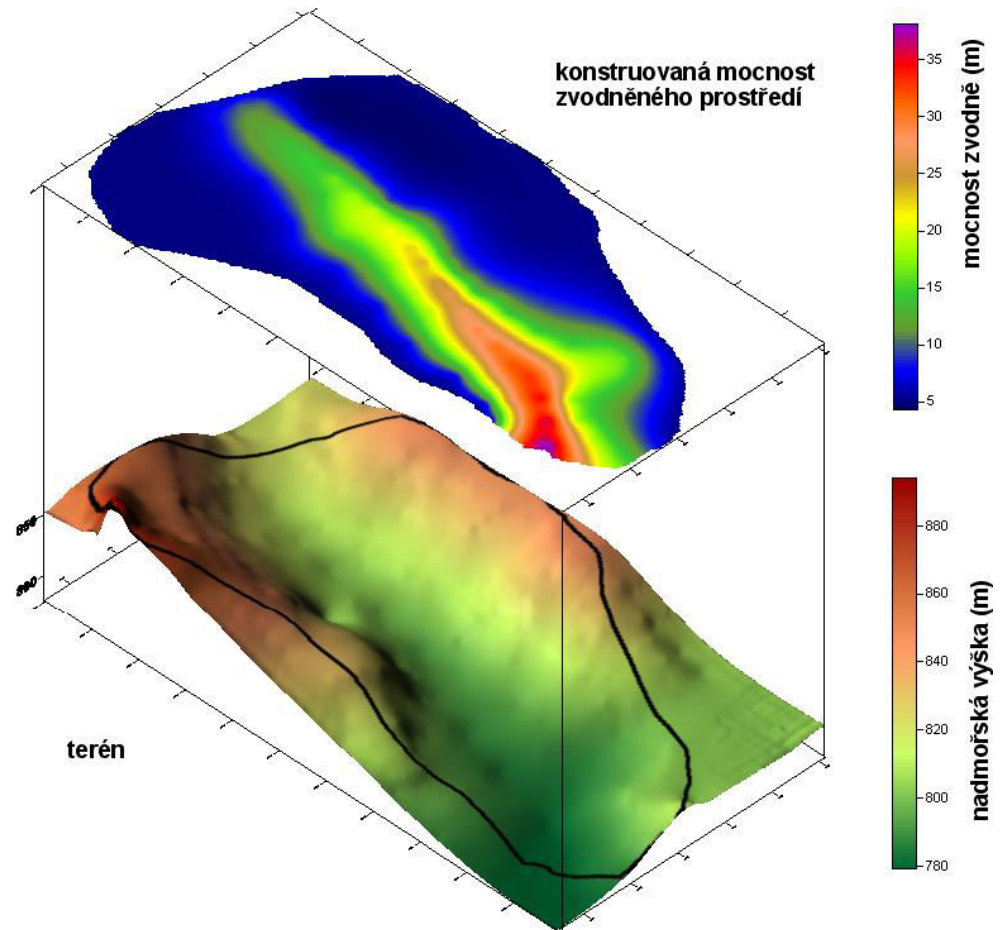 konstruovaná mocnost
zvodněného prostředí
35
30
25
20
15
10
5
mocnost zvodně (m)
880
860
840
820
800
780
nadmořská výška (m)
terén